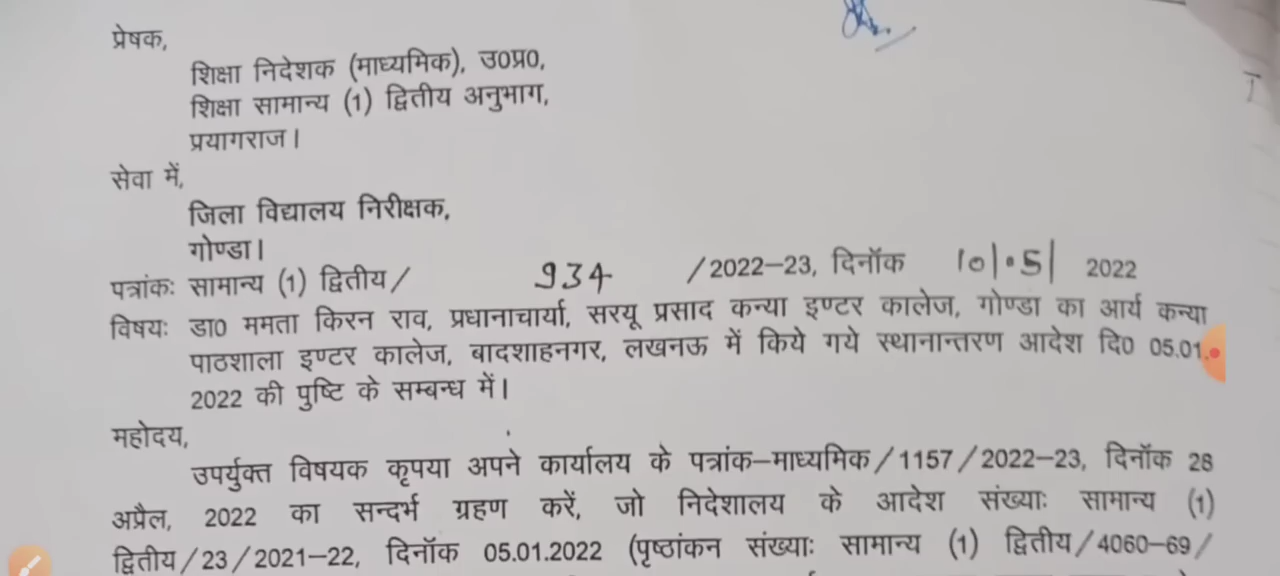 प्रेषक,
शिक्षा निदेशक (माध्यमिक), उ0प्र0,
शिक्षा सामान्य (1) द्वितीय अनुभाग,
प्रयागराज।
सेवा में,
जिला विद्यालय निरीक्षक,
गोण्डा।
पत्रांकः सामान्य (1) द्वितीय/ 934 /2022–23, दिनॉक 10|.5| 2022
विषयः डा0 ममता किरन राव, प्रधानाचार्या, सरयू प्रसाद कन्या इण्टर कालेज, गोण्डा का आर्य कन्या
पाठशाला इण्टर कालेज, बादशाहनगर, लखनऊ में किये गये स्थानान्तरण आदेश दि0 05.01.
2022 की पुष्टि के सम्बन्ध में।
महोदय,
उपर्युक्त विषयक कृपया अपने कार्यालय के पत्रांक–माध्यमिक/1157/2022–23, दिनॉक 28
अप्रैल, 2022 का सन्दर्भ ग्रहण करें, जो निदेशालय के आदेश संख्याः सामान्य (1)
द्वितीय/23/2021–22, दिनॉक 05.01.2022 (पृष्ठांकन संख्याः सामान्य (1) द्वितीय/4060–69/